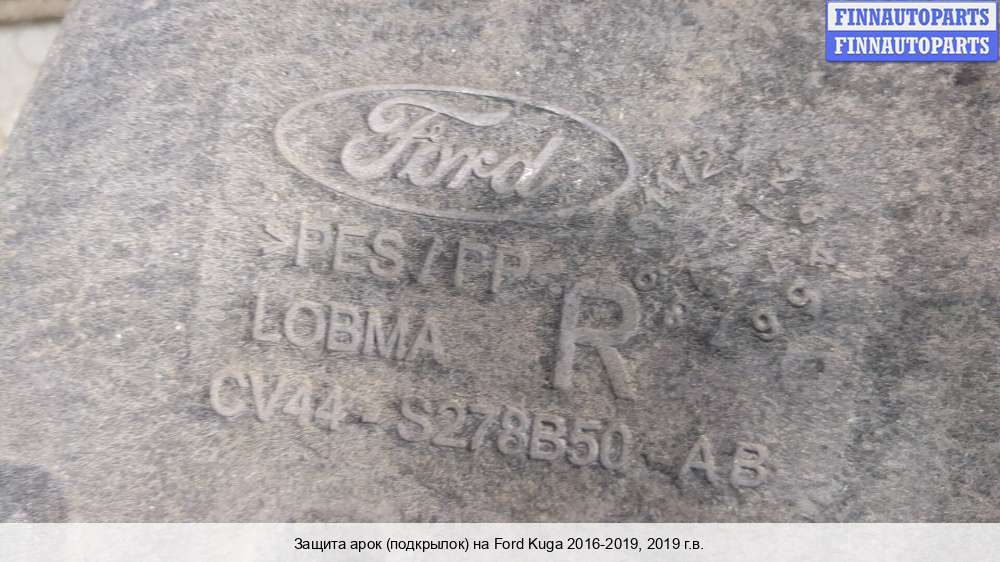 FINNAUTOPARTS
FINNAUTOPARTS
Ford
>PES/PP
LOBMA
R
CV44-S278B50-AB
Защита арок (подкрылок) на Ford Kuga 2016-2019, 2019 г.в.